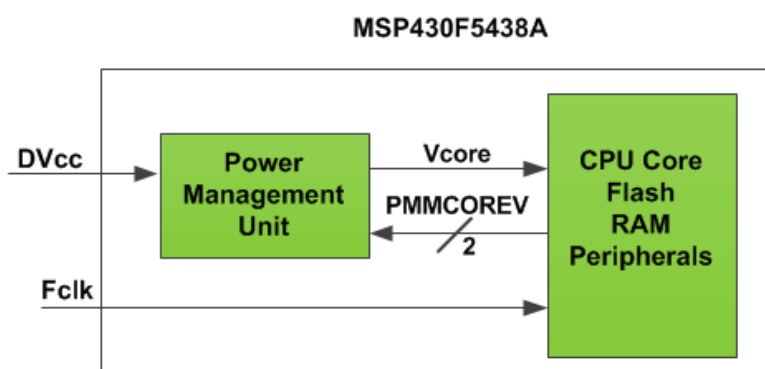 MSP430F5438A
DVcc
Power
Management
Unit
Vcore
PMMCOREV
2
CPU Core
Flash
RAM
Peripherals
Fclk